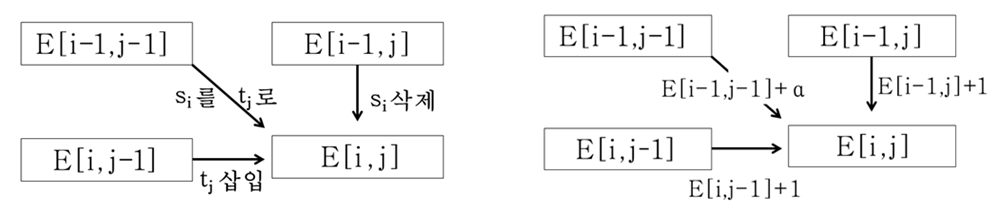 E[i-1,j-1]
E[i-1,j]
si를
tj로
si삭제
E[i,j-1]
E[i,j]
tj삽입
E[i-1,j-1]
E[i-1,j]
E[i-1,j-1]+α
E[i-1,j]+1
E[i,j-1]
E[i,j]
E[i,j-1]+1